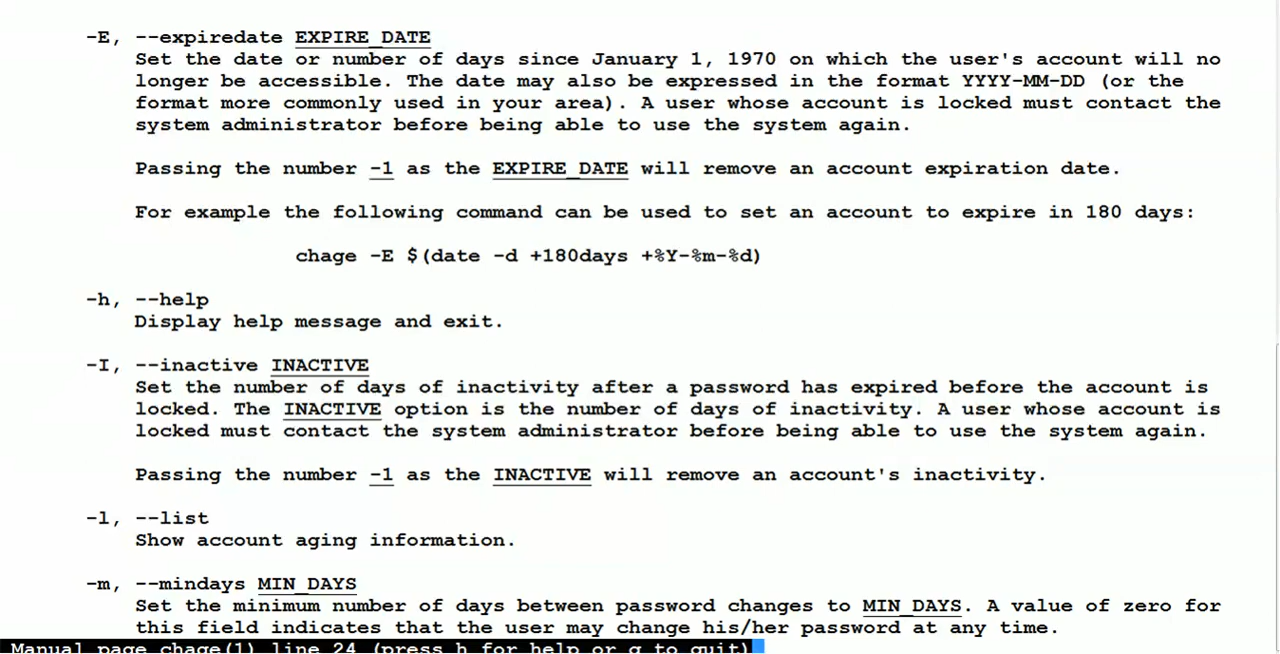 -E, --expiredate EXPIRE_DATE
Set the date or number of days since January 1, 1970 on which the user's account will no
longer be accessible. The date may also be expressed in the format YYYY-MM-DD (or the
format more commonly used in your area). A user whose account is locked must contact the
system administrator before being able to use the system again.
Passing the number -1 as the EXPIRE_DATE will remove an account expiration date.
For example the following command can be used to set an account to expire in 180 days:
chage -E $(date -d +180days +%Y-%m-%d)
-h, --help
Display help message and exit.
-I, --inactive INACTIVE
Set the number of days of inactivity after a password has expired before the account is
locked. The INACTIVE option is the number of days of inactivity. A user whose account is
locked must contact the system administrator before being able to use the system again.
Passing the number -1 as the INACTIVE will remove an account's inactivity.
-l, --list
Show account aging information.
-m, --mindays MIN_DAYS
Set the minimum number of days between password changes to MIN_DAYS. A value of zero for
this field indicates that the user may change his/her password at any time.
Manual page chage(1) line 24 (press h for help or q to quit)